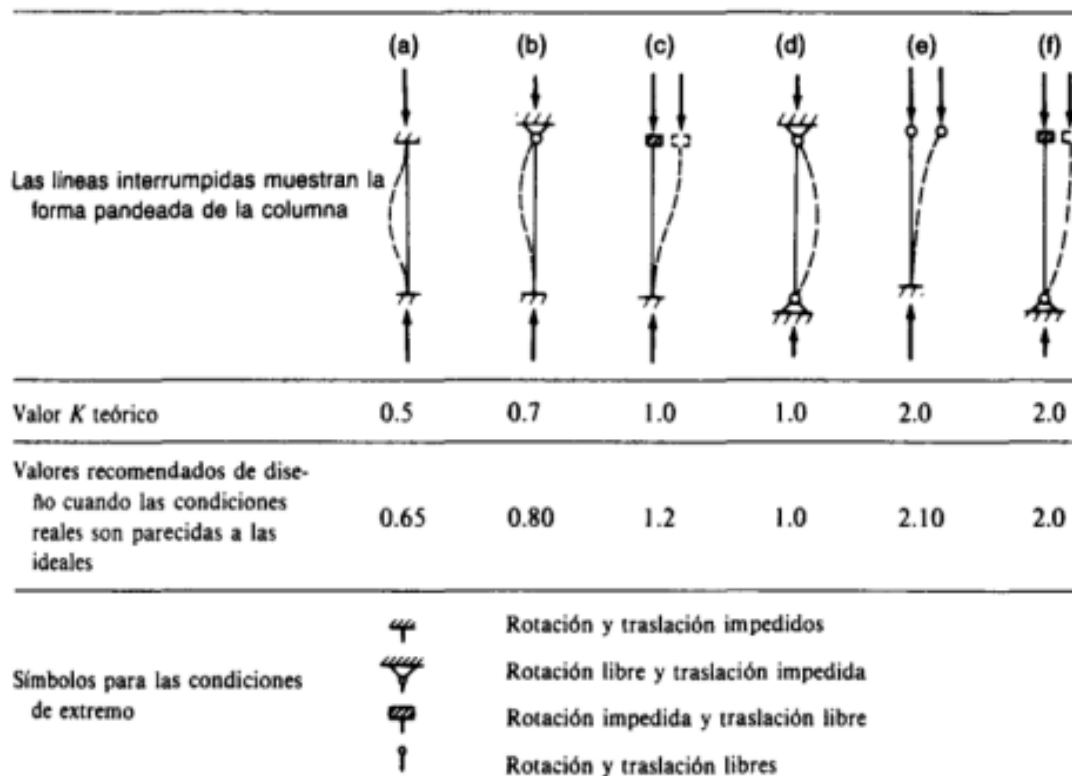 (a) (b) (c) (d) (e) (f)
Las líneas interrumpidas muestran la
forma pandeada de la columna
Valor K teórico 0.5 0.7 1.0 1.0 2.0 2.0
Valores recomendados de dise-
ño cuando las condiciones
reales son parecidas a las
ideales
0.65 0.80 1.2 1.0 2.10 2.0
Símbolos para las condiciones
de extremo
Rotación y traslación impedidos
Rotación libre y traslación impedida
Rotación impedida y traslación libre
Rotación y traslación libres